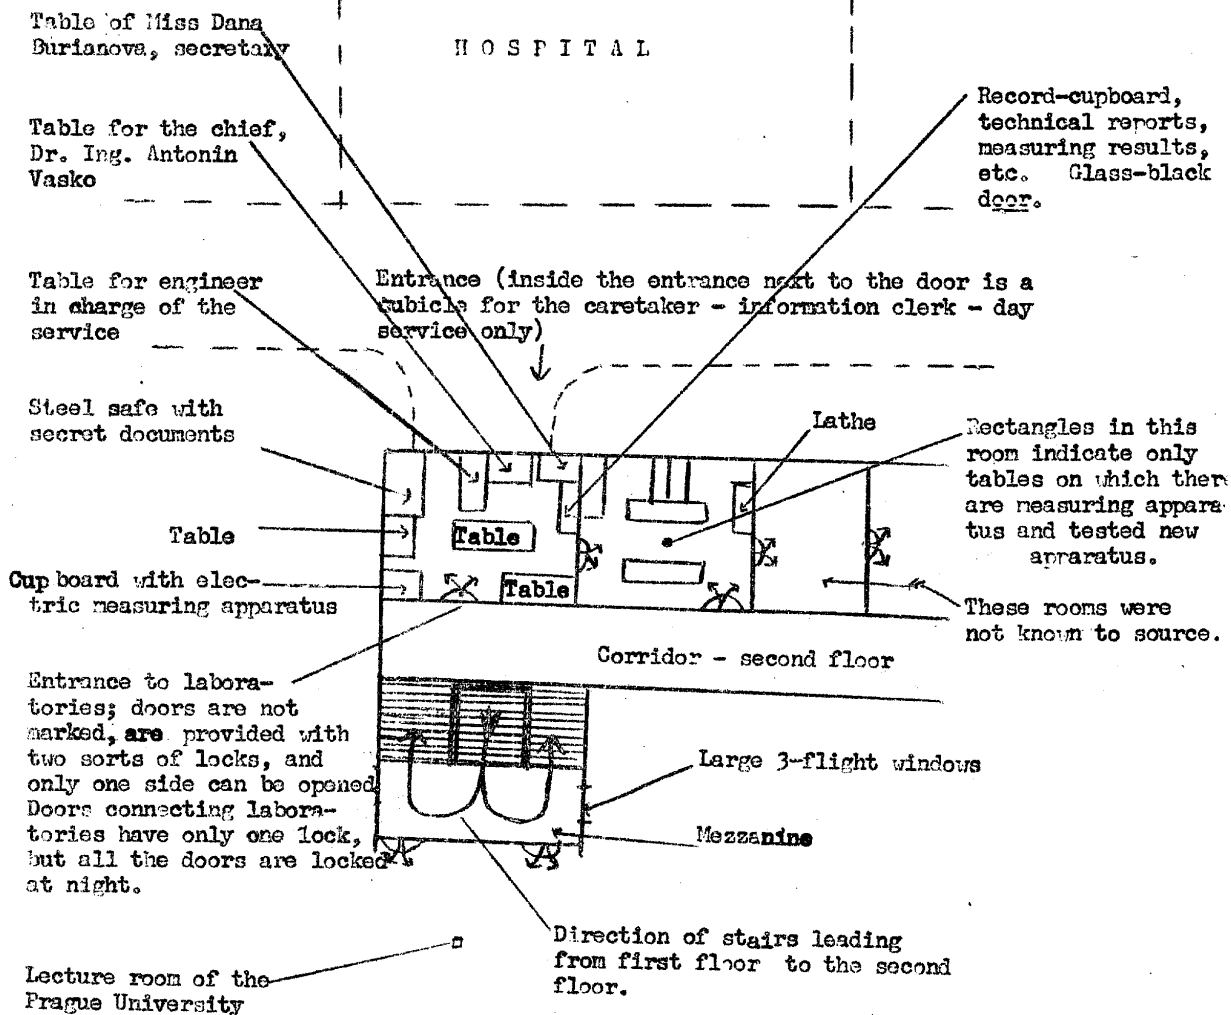 Table of Miss Dana
Burianova, secretary
HOSPITAL
Table for the chief,
Dr. Ing. Antonin
Vasko
Record-cupboard,
technical reports,
measuring results,
etc. Glass-black
door.
Table for engineer
in charge of the
service
Entrance (inside the entrance next to the door is a
cubicle for the caretaker - information clerk - day
service only)
Steel safe with
secret documents
Lathe
Rectangles in this
room indicate only
tables on which ther
are measuring appara-
tus and tested new
apparatus.
Table
Table
Table
Cup board with elec-
tric measuring apparatus
These rooms were
not known to source.
Corridor - second floor
Entrance to labora-
tories; doors are not
marked, are provided with
two sorts of locks, and
only one side can be opened
Doors connecting labora-
tories have only one lock,
but all the doors are locked
at night.
Large 3-flight windows
Mezzanine
Direction of stairs leading
from first floor to the second
floor.
Lecture room of the
Prague University